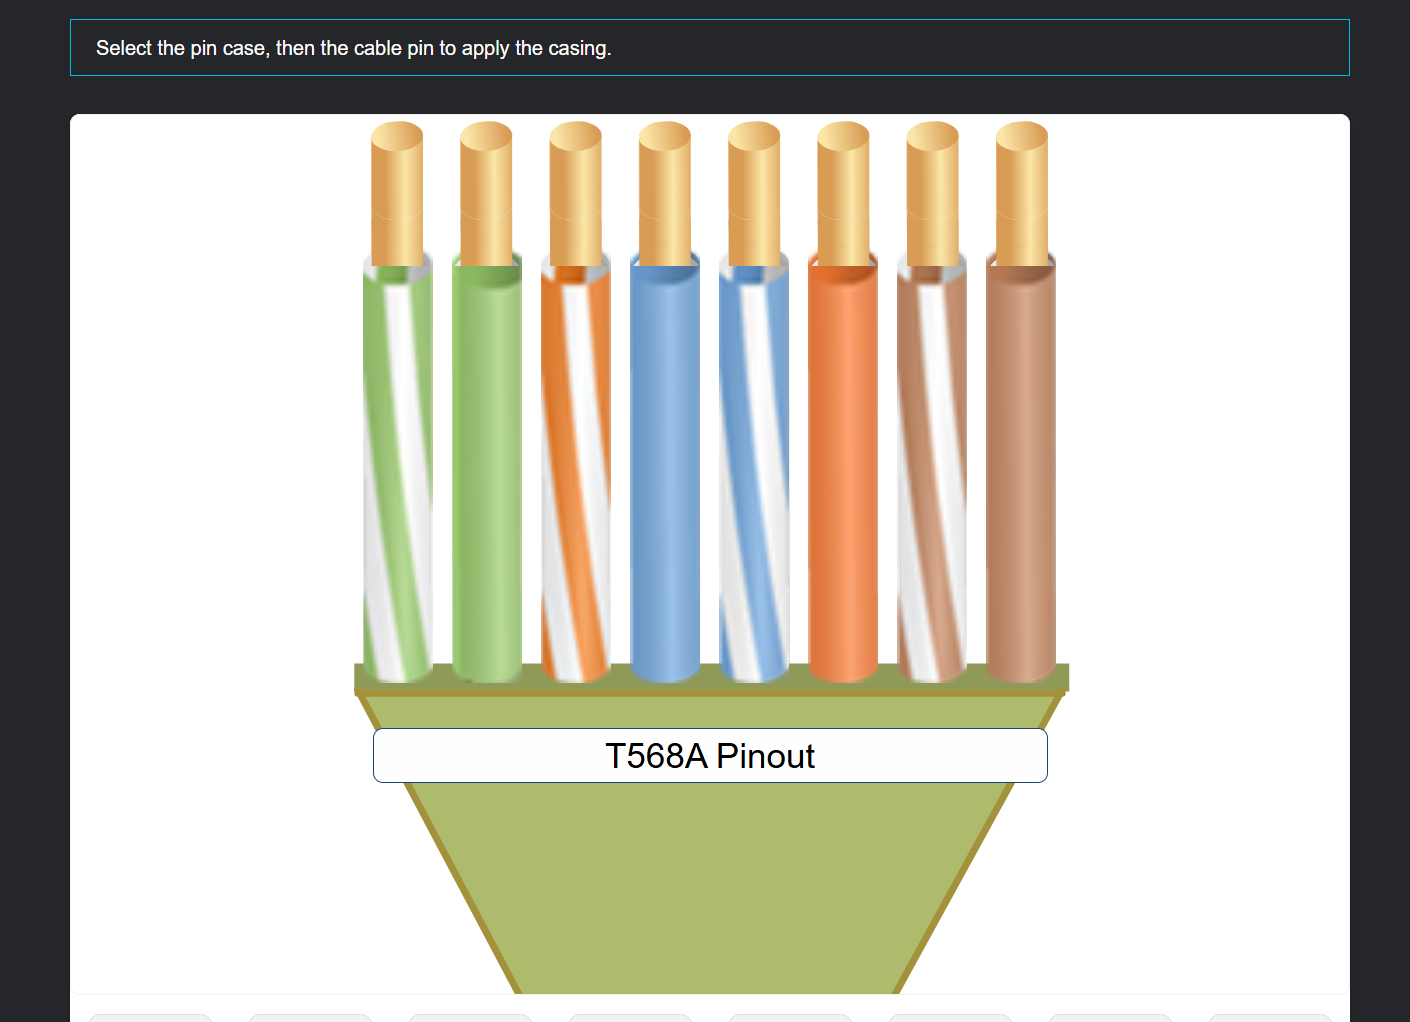 Select the pin case, then the cable pin to apply the casing.
T568A Pinout